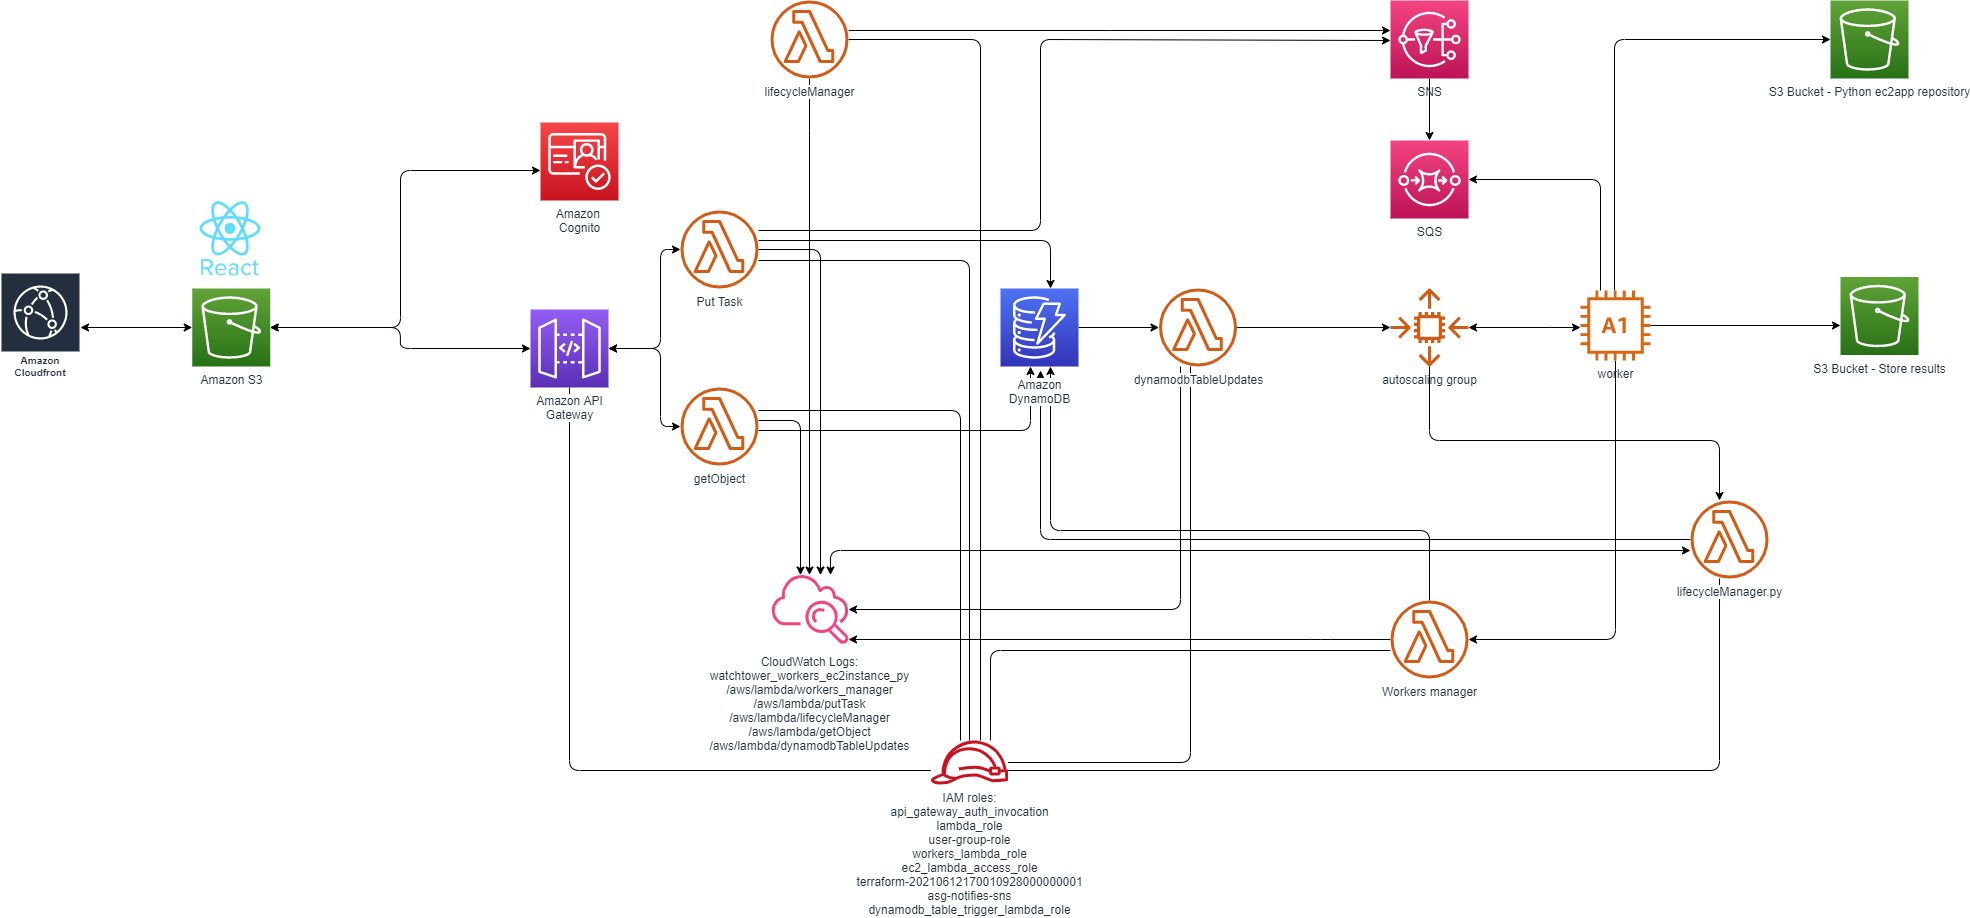 lifecycleManager
SNS
S3 Bucket - Python ec2app repository
Amazon
Cognito
React
SQS
Put Task
Amazon
Cloudfront
Amazon S3
</>
Amazon API
Gateway
Amazon
DynamoDB
dynamodbTableUpdates
autoscaling group
A1
worker
S3 Bucket - Store results
getObject
lifecycleManager.py
Workers manager
CloudWatch Logs:
watchtower_workers_ec2instance_py
/aws/lambda/workers_manager
/aws/lambda/putTask
/aws/lambda/lifecycleManager
/aws/lambda/getObject
/aws/lambda/dynamodbTableUpdates
IAM roles:
api_gateway_auth_invocation
lambda_role
user-group-role
workers_lambda_role
ec2_lambda_access_role
terraform-20210612170010928000000001
asg-notifies-sns
dynamodb_table_trigger_lambda_role